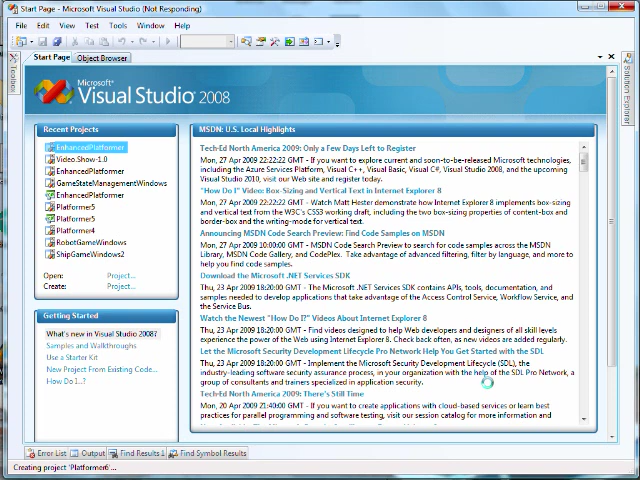 Start Page - Microsoft Visual Studio (Not Responding)
File Edit View Test Tools Window Help
Start Page Object Browser
Toolbox
Solution Explorer
Microsoft
Visual Studio 2008
Recent Projects
EnhancedPlatformer
Video.Show-1.0
EnhancedPlatformer
GameStateManagementWindows
EnhancedPlatformer
Platformer5
Platformer5
Platformer4
RobotGameWindows
ShipGameWindows2
Open: Project...
Create: Project...
Getting Started
What's new in Visual Studio 2008?
Samples and Walkthroughs
Use a Starter Kit
New Project From Existing Code...
How Do I...?
MSDN: U.S. Local Highlights
Tech·Ed North America 2009: Only a Few Days Left to Register
Mon, 27 Apr 2009 22:22:22 GMT - If you want to explore current and soon-to-be-released Microsoft technologies,
including the Azure Services Platform, Visual Basic, Visual C#, Visual Studio 2008, and the upcoming
Visual Studio 2010, visit our Web site and register today.
"How Do I" Video: Box-Sizing and Vertical Text in Internet Explorer 8
Mon, 27 Apr 2009 22:22:22 GMT - Watch Matt Hester demonstrate how Internet Explorer 8 implements box-sizing
and vertical text from the W3C's CSS3 working draft, including the two box-sizing properties of content-box and
border-box and the writing-mode for vertical text.
Announcing MSDN Code Search Preview: Find Code Samples on MSDN
Mon, 27 Apr 2009 10:00:00 GMT - MSDN Code Search Preview to search for code samples across the MSDN
Library, MSDN Code Gallery, and CodePlex. Take advantage of advanced filtering, filter by language, and more to
help you find code samples.
Download the Microsoft .NET Services SDK
Thu, 23 Apr 2009 18:20:00 GMT - This SDK contains APIs, tools, documentation, and
samples needed to develop applications that take advantage of the Access Control Service, Workflow Service, and
the Service Bus.
Watch the Newest "How Do I?" Videos About Internet Explorer 8
Thu, 23 Apr 2009 18:20:00 GMT - Find videos designed to help Web developers and designers of all skill levels
experience the power of the Web using Internet Explorer 8. Check back often, as new videos are added regularly.
Let the Microsoft Security Development Lifecycle Pro Network Help You Get Started with the SDL
Thu, 23 Apr 2009 18:20:00 GMT - Implement the Microsoft Security Development Lifecycle (SDL), the
industry-leading software security assurance process, in your organization with the help of the SDL Pro Network, a
group of consultants and trainers specialized in application security.
Tech·Ed North America 2009: There's Still Time
Mon, 20 Apr 2009 21:40:00 GMT - If you want to create applications with cloud-based services or learn best
practices for parallel programming and software testing, visit our session catalog for more information and
Error List Output Find Results 1 Find Symbol Results
Creating project 'Platformer6'...